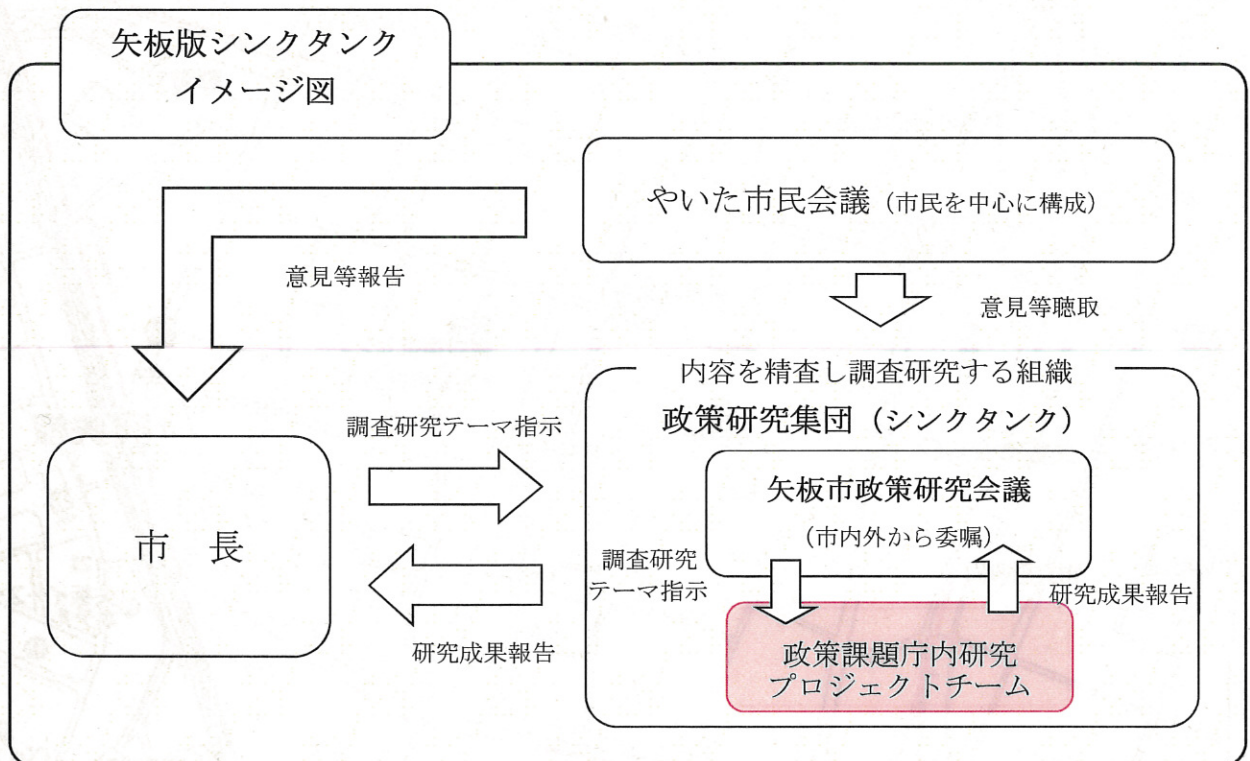 矢板版シンクタンク
イメージ図
やいた市民会議（市民を中心に構成）
意見等報告
意見等聴取
内容を精査し調査研究する組織
政策研究集団（シンクタンク）
調査研究テーマ指示
矢板市政策研究会議
（市内外から委嘱）
市　長
調査研究
テーマ指示
研究成果報告
研究成果報告
政策課題庁内研究
プロジェクトチーム